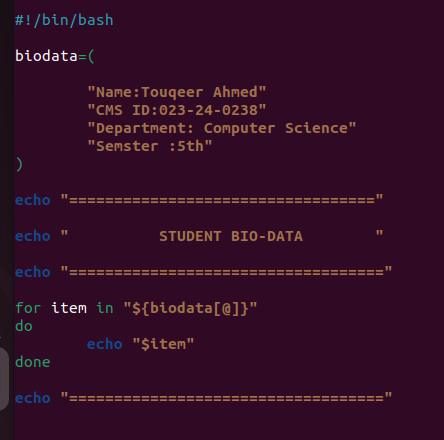 #!/bin/bash
biodata=(
"Name:Touqeer Ahmed"
"CMS ID:023-24-0238"
"Department: Computer Science"
"Semster :5th"
)
echo "=================================="
echo "          STUDENT BIO-DATA        "
echo "==================================="
for item in "${biodata[@]}"
do
echo "$item"
done
echo "==================================="